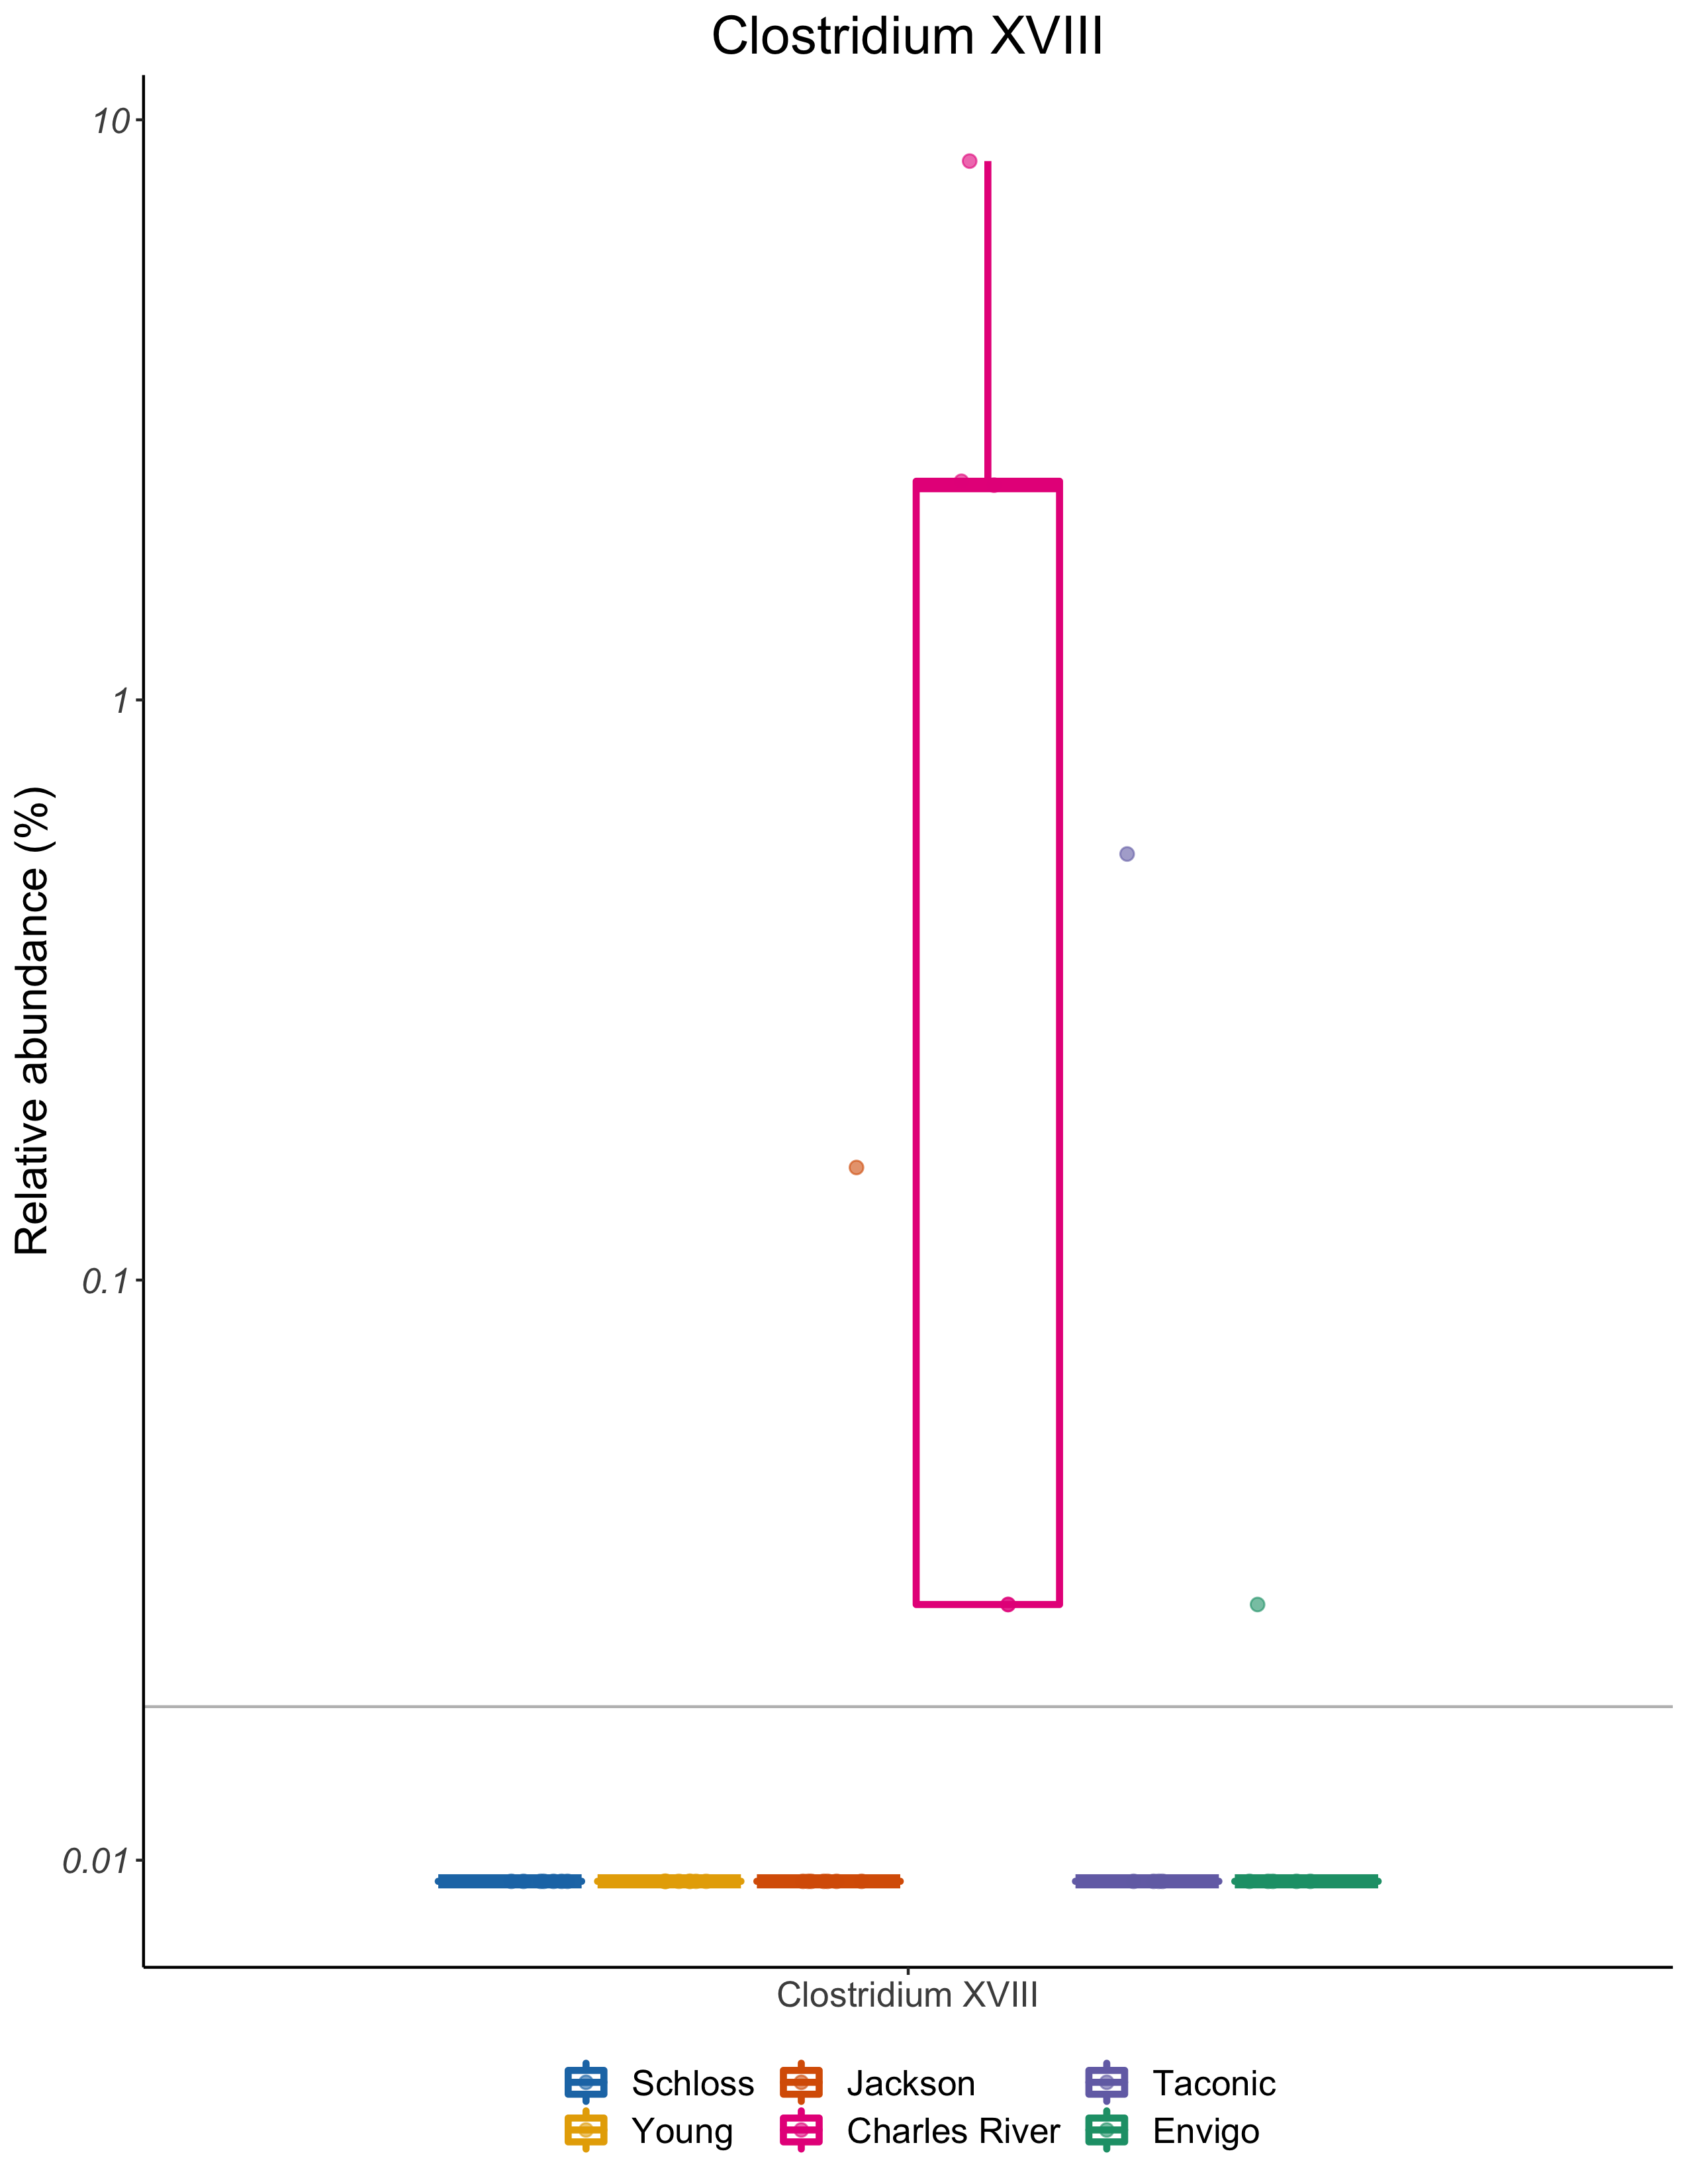 Clostridium XVIII
10
1
0.1
0.01
Relative abundance (%)
Clostridium XVIII
Schloss Jackson Taconic
Young Charles River Envigo